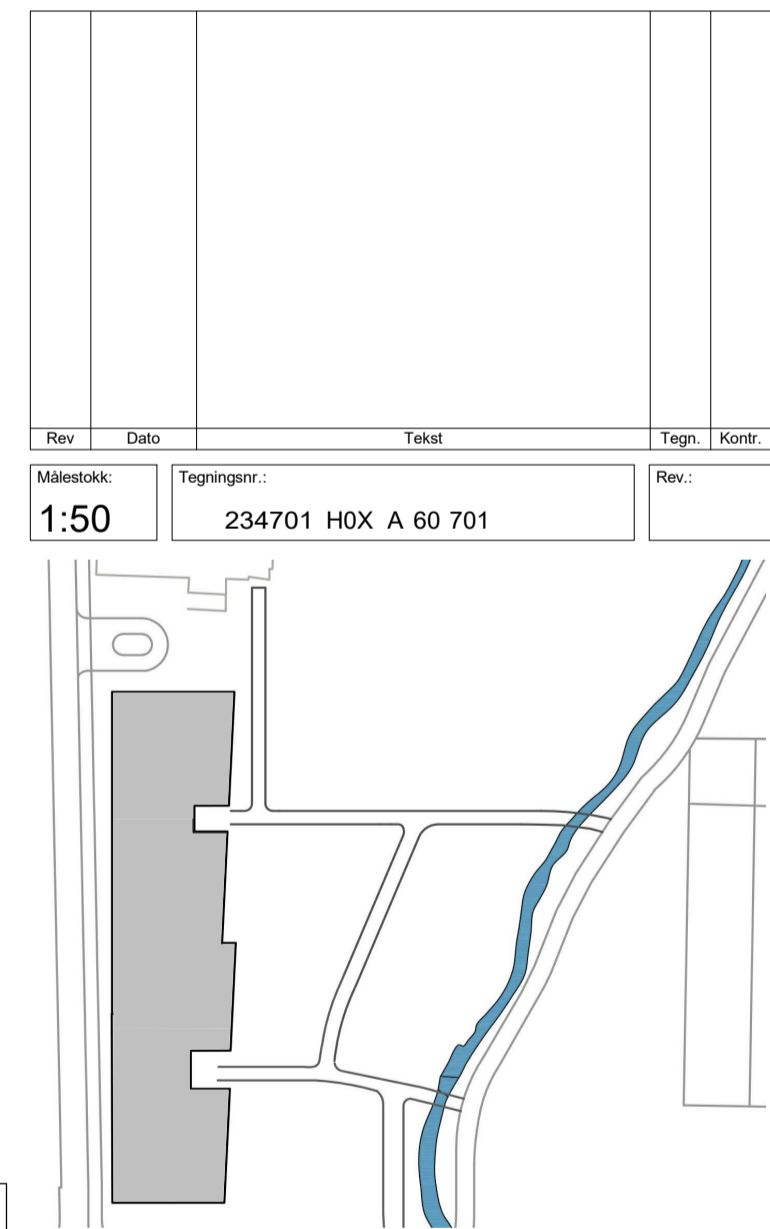 Rev Dato Tekst Tegn. Kontr.
Målestokk: Tegningsnr.: Rev.:
1:50 234701 H0X A 60 701